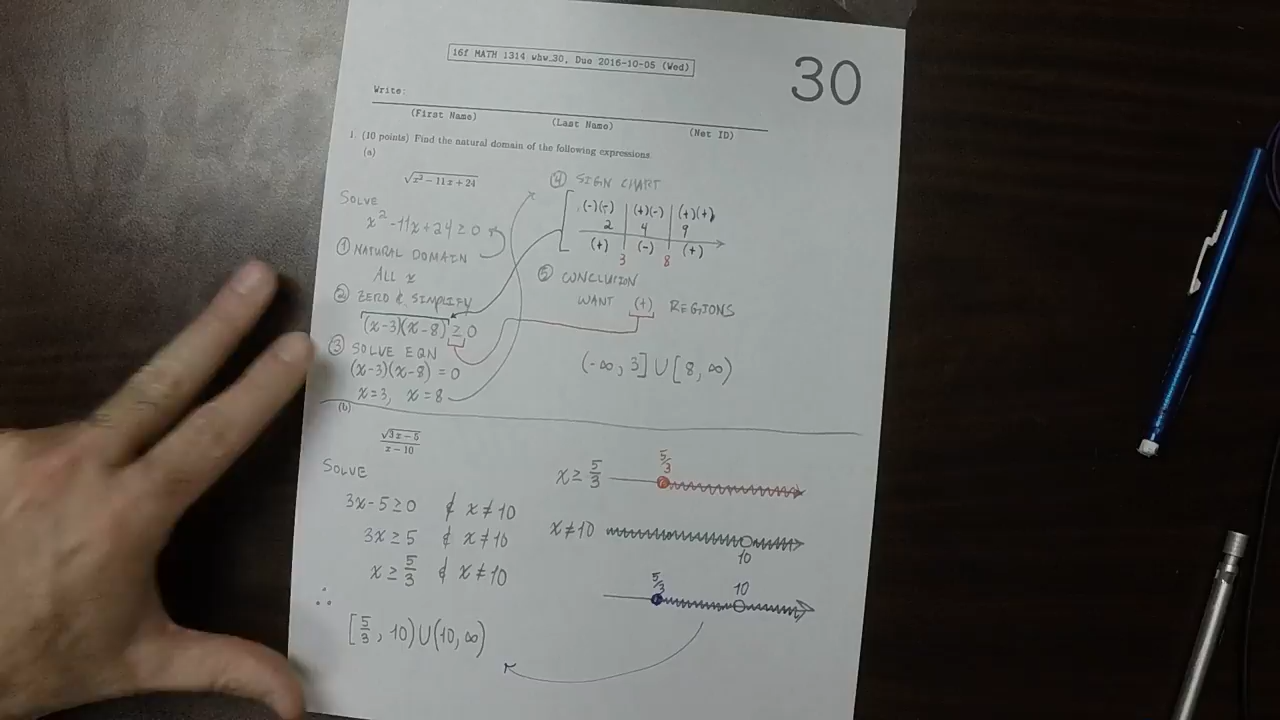 16f MATH 1314 whw_30, Due 2016-10-05 (Wed)
30
Write:
(First Name) (Last Name) (Net ID)
1. (10 points) Find the natural domain of the following expressions
(a)
√(x² − 11x + 24)
SOLVE
x² - 11x + 24 ≥ 0
① NATURAL DOMAIN
ALL x
② ZERO & SIMPLIFY
(x-3)(x-8) ≥ 0
③ SOLVE EQN
(x-3)(x-8) = 0
x=3, x=8
④ SIGN CHART
(-)(-) | (+)(-) | (+)(+)
2 | 4 | 9
(+) | (-) | (+)
3 8
⑤ CONCLUSION
WANT (+) REGIONS
(-∞, 3] ∪ [8, ∞)
(b)
√(3x − 5)
x − 10
SOLVE
3x-5 ≥ 0 & x ≠ 10
3x ≥ 5 & x ≠ 10
x ≥ 5/3 & x ≠ 10
∴
[5/3, 10) ∪ (10, ∞)
5/3
x ≥ 5/3
x ≠ 10
10
5/3 10